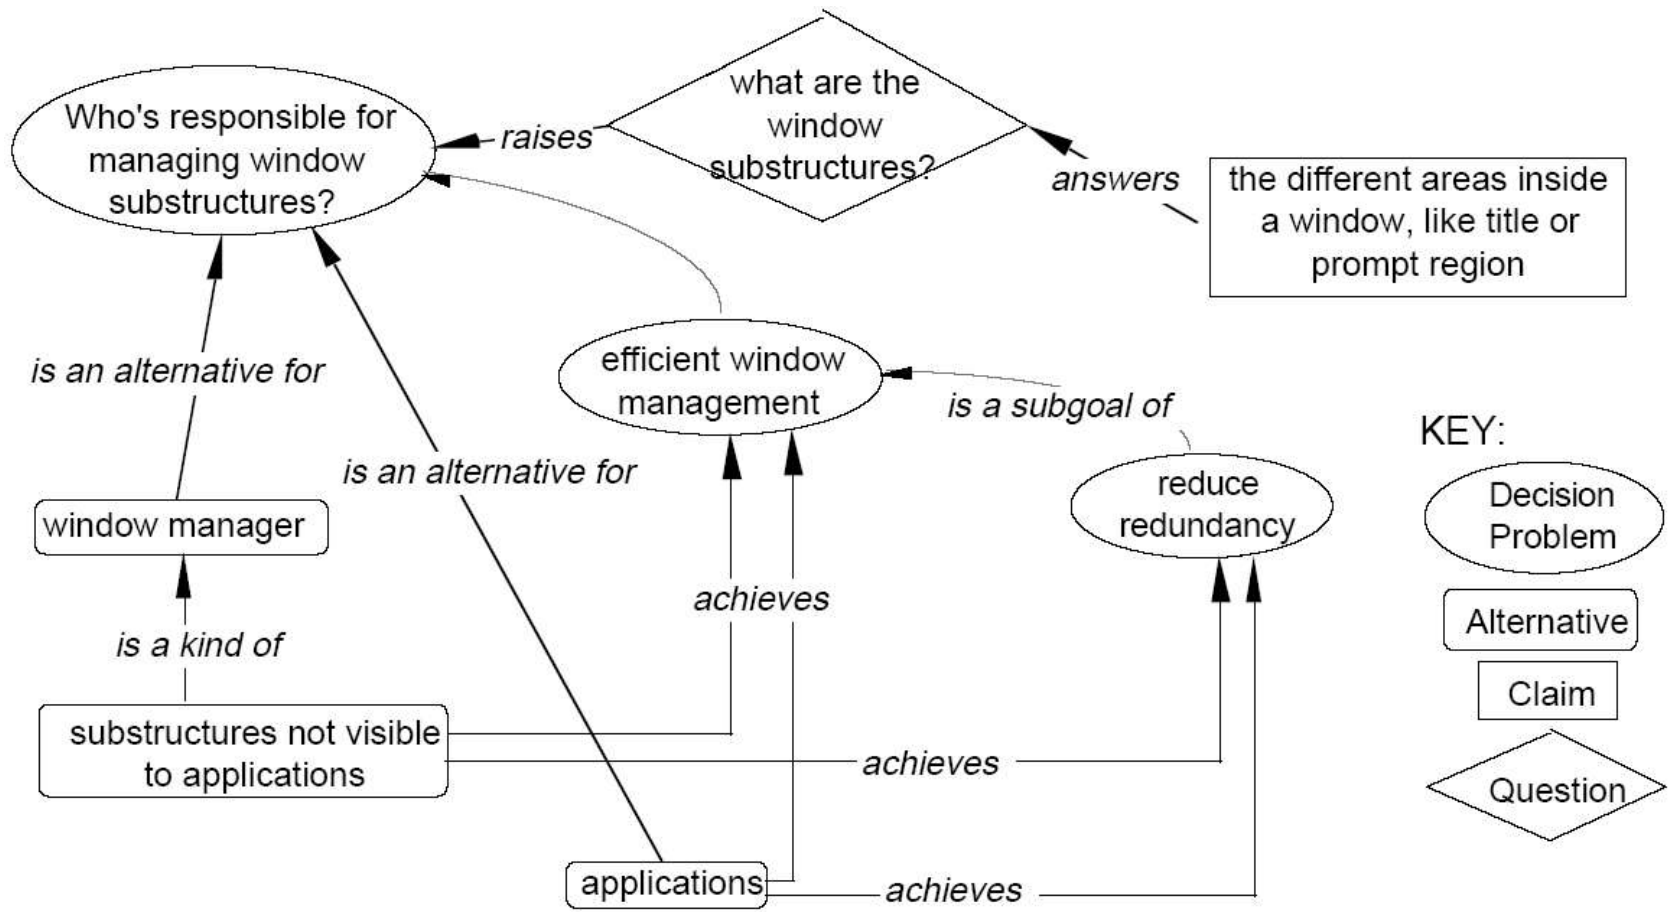 Who's responsible for
managing window
substructures?
raises
what are the
window
substructures?
answers
the different areas inside
a window, like title or
prompt region
is an alternative for
efficient window
management
is a subgoal of
is an alternative for
reduce
redundancy
window manager
achieves
is a kind of
substructures not visible
to applications
achieves
applications
achieves
KEY:
Decision
Problem
Alternative
Claim
Question